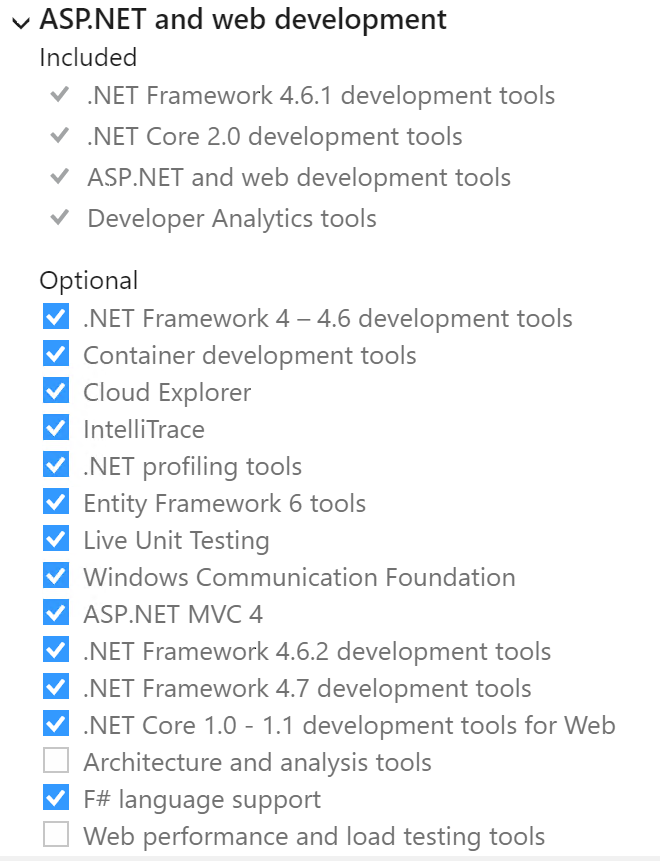 ASP.NET and web development
Included
.NET Framework 4.6.1 development tools
.NET Core 2.0 development tools
ASP.NET and web development tools
Developer Analytics tools
Optional
.NET Framework 4 – 4.6 development tools
Container development tools
Cloud Explorer
IntelliTrace
.NET profiling tools
Entity Framework 6 tools
Live Unit Testing
Windows Communication Foundation
ASP.NET MVC 4
.NET Framework 4.6.2 development tools
.NET Framework 4.7 development tools
.NET Core 1.0 - 1.1 development tools for Web
Architecture and analysis tools
F# language support
Web performance and load testing tools